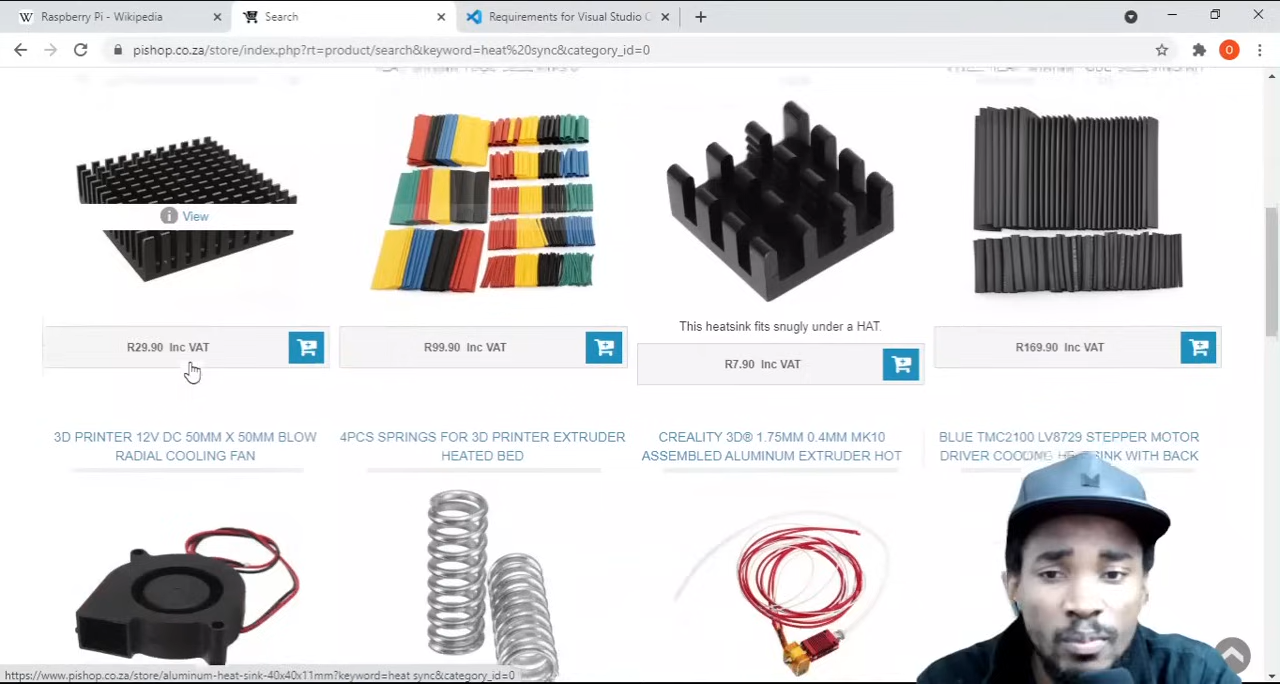 Raspberry Pi - Wikipedia
Search
Requirements for Visual Studio C
pishop.co.za/store/index.php?rt=product/search&keyword=heat%20sync&category_id=0
O
View
This heatsink fits snugly under a HAT.
R29.90 Inc VAT
R99.90 Inc VAT
R7.90 Inc VAT
R169.90 Inc VAT
3D PRINTER 12V DC 50MM X 50MM BLOW
RADIAL COOLING FAN
4PCS SPRINGS FOR 3D PRINTER EXTRUDER
HEATED BED
CREALITY 3D® 1.75MM 0.4MM MK10
ASSEMBLED ALUMINUM EXTRUDER HOT
BLUE TMC2100 LV8729 STEPPER MOTOR
DRIVER COOLING HEATSINK WITH BACK
https://www.pishop.co.za/store/aluminum-heat-sink-40x40x11mm?keyword=heat sync&category_id=0